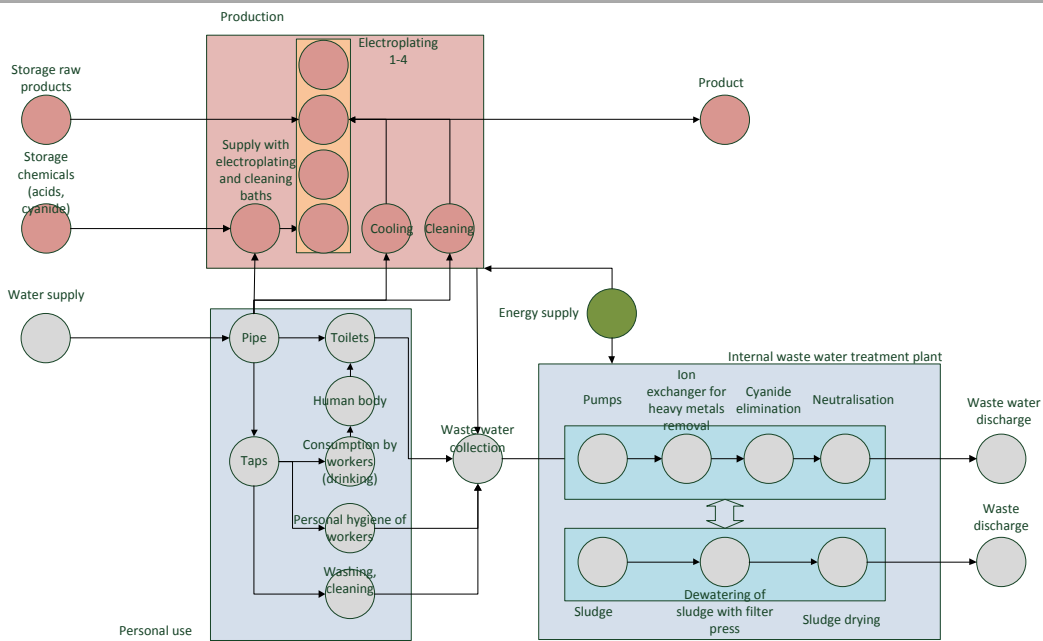 Production
Electroplating
1-4
Storage raw
products
Product
Storage
chemicals
(acids,
cyanide)
Supply with
electroplating
and cleaning
baths
Cooling
Cleaning
Water supply
Energy supply
Pipe
Toilets
Internal waste water treatment plant
Human body
Pumps
Ion
exchanger for
heavy metals
removal
Cyanide
elimination
Neutralisation
Waste water
discharge
Waste water
collection
Taps
Consumption by
workers
(drinking)
Personal hygiene of
workers
Waste
discharge
Washing,
cleaning
Sludge
Dewatering of
sludge with filter
press
Sludge drying
Personal use